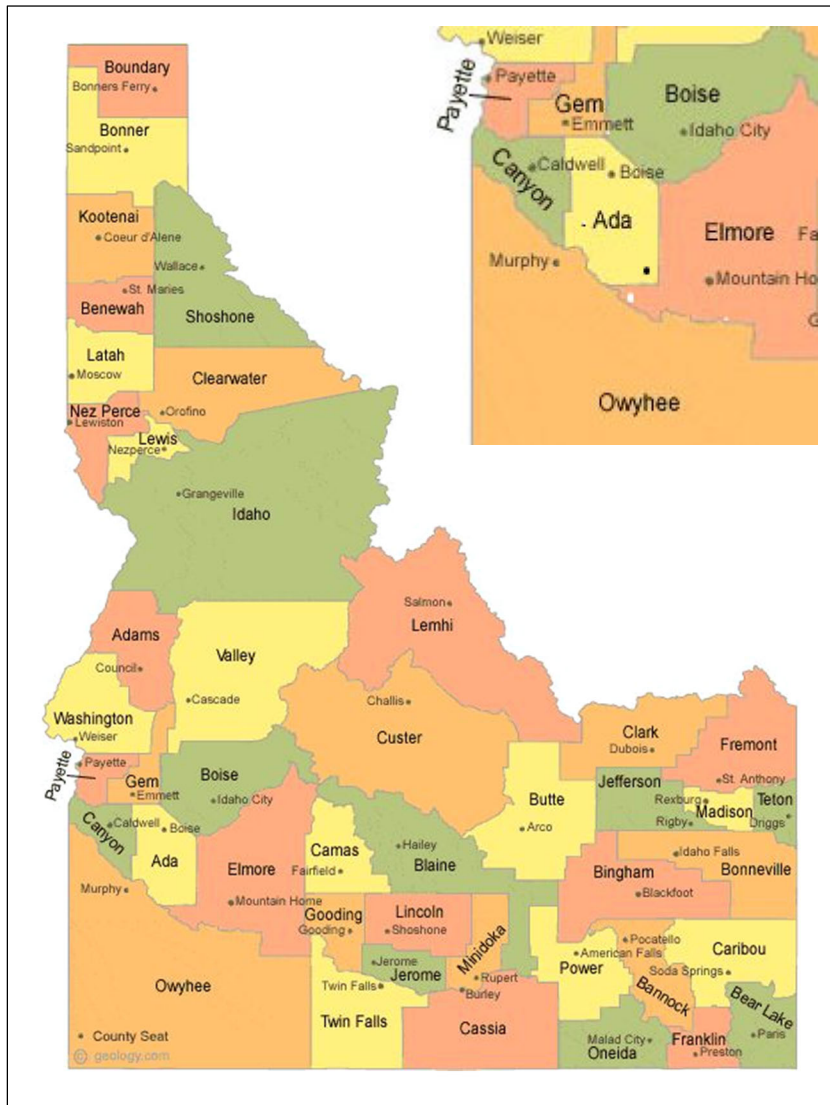 Weiser
Payette
Payette
Gem
Emmett
Boise
Idaho City
Canyon
Caldwell
Boise
Ada
Elmore
Fa
Murphy
Mountain Ho
G
Owyhee
Boundary
Bonners Ferry
Bonner
Sandpoint
Kootenai
Coeur d'Alene
Wallace
St. Maries
Benewah
Shoshone
Latah
Moscow
Clearwater
Nez Perce
Orofino
Lewiston
Lewis
Nezperce
Grangeville
Idaho
Salmon
Lemhi
Adams
Council
Valley
Cascade
Challis
Custer
Washington
Weiser
Payette
Payette
Gem
Emmett
Boise
Idaho City
Clark
Dubois
Fremont
St. Anthony
Jefferson
Rexburg
Madison
Teton
Rigby
Driggs
Butte
Arco
Canyon
Caldwell
Boise
Ada
Elmore
Mountain Home
Camas
Fairfield
Hailey
Blaine
Idaho Falls
Bonneville
Bingham
Blackfoot
Murphy
Gooding
Gooding
Lincoln
Shoshone
Minidoka
Jerome
Jerome
Rupert
Burley
Power
American Falls
Pocatello
Bannock
Caribou
Soda Springs
Bear Lake
Paris
Owyhee
Twin Falls
Twin Falls
Cassia
Malad City
Oneida
Franklin
Preston
County Seat
© geology.com